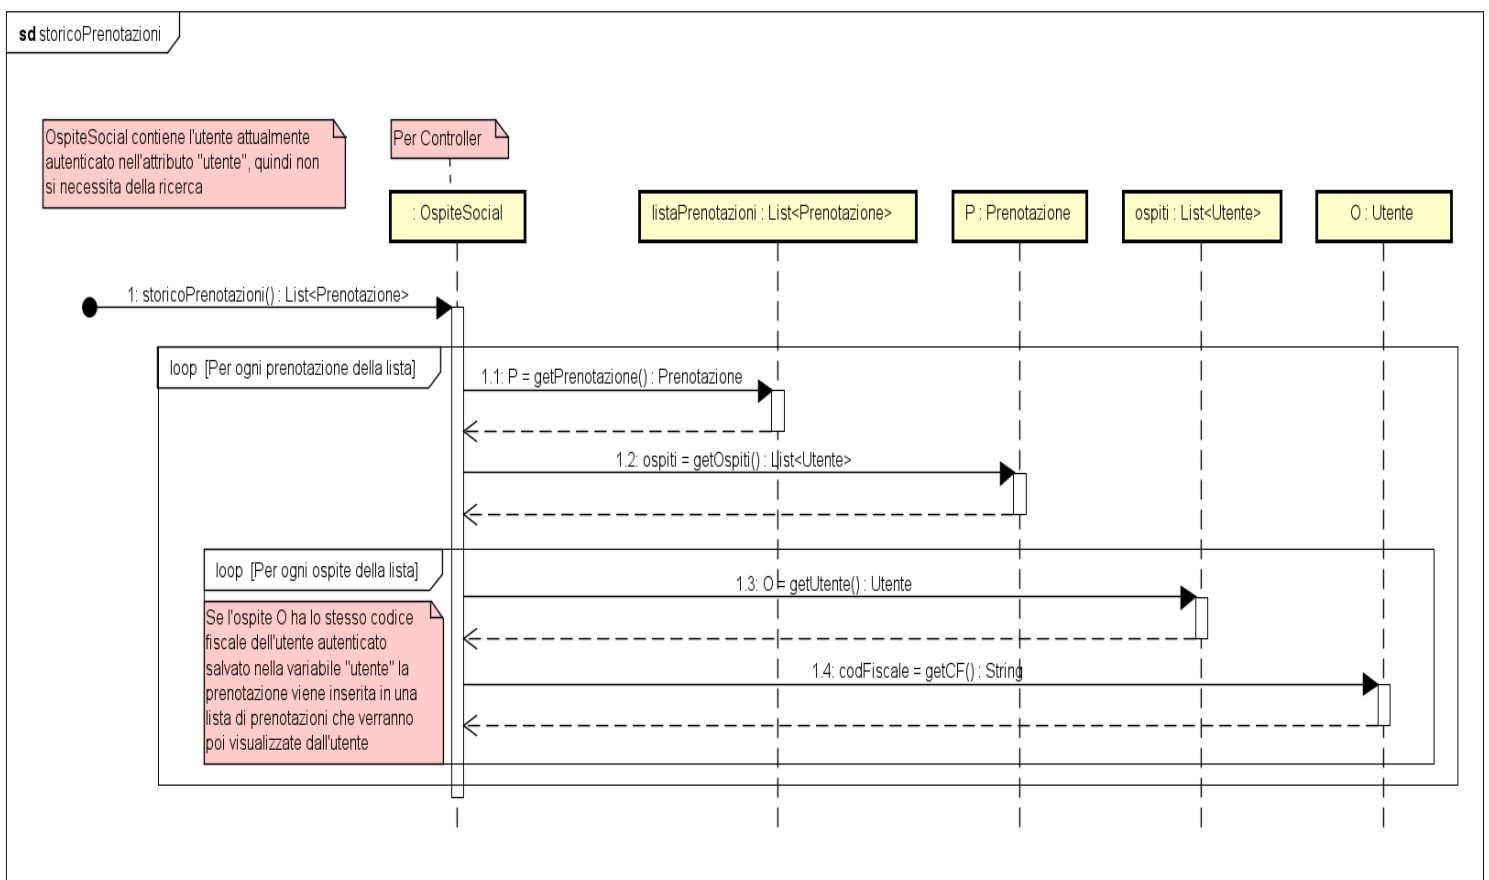 sd storicoPrenotazioni
OspiteSocial contiene l'utente attualmente
autenticato nell'attributo "utente", quindi non
si necessita della ricerca
Per Controller
: OspiteSocial
listaPrenotazioni : List<Prenotazione>
P : Prenotazione
ospiti : List<Utente>
O : Utente
1: storicoPrenotazioni() : List<Prenotazione>
loop [Per ogni prenotazione della lista]
1.1: P = getPrenotazione() : Prenotazione
1.2: ospiti = getOspiti() : List<Utente>
loop [Per ogni ospite della lista]
1.3: O = getUtente() : Utente
Se l'ospite O ha lo stesso codice
fiscale dell'utente autenticato
salvato nella variabile "utente" la
prenotazione viene inserita in una
lista di prenotazioni che verranno
poi visualizzate dall'utente
1.4: codFiscale = getCF() : String